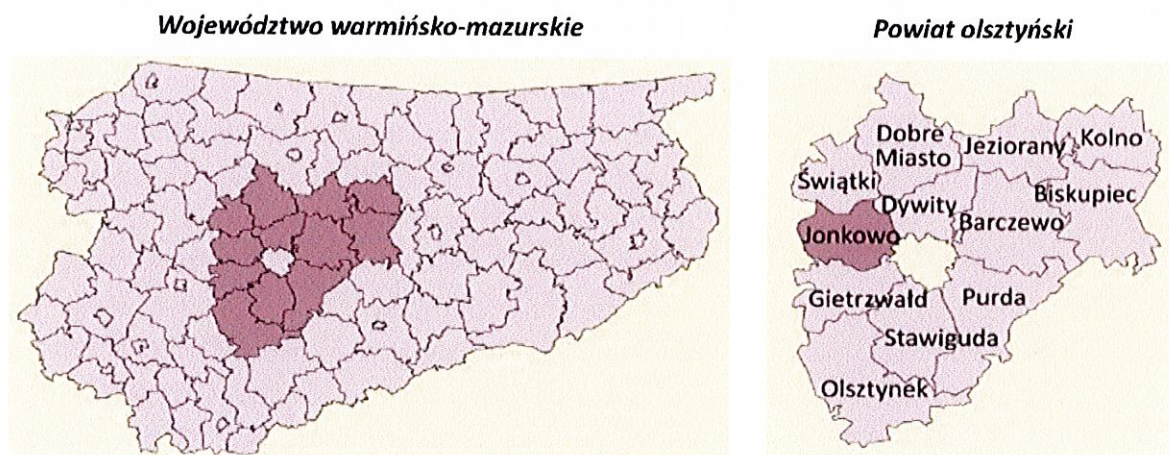 Województwo warmińsko-mazurskie
Powiat olsztyński
Dobre
Miasto
Jeziorany
Kolno
Świątki
Dywity
Biskupiec
Barczewo
Jonkowo
Gietrzwałd
Purda
Stawiguda
Olsztynek